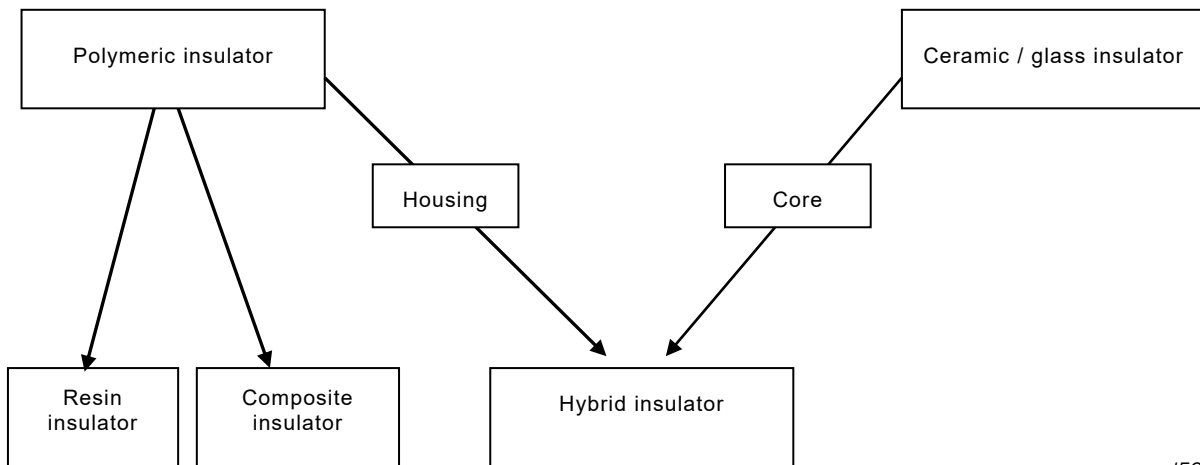 Polymeric insulator
Ceramic / glass insulator
Housing
Core
Resin
insulator
Composite
insulator
Hybrid insulator